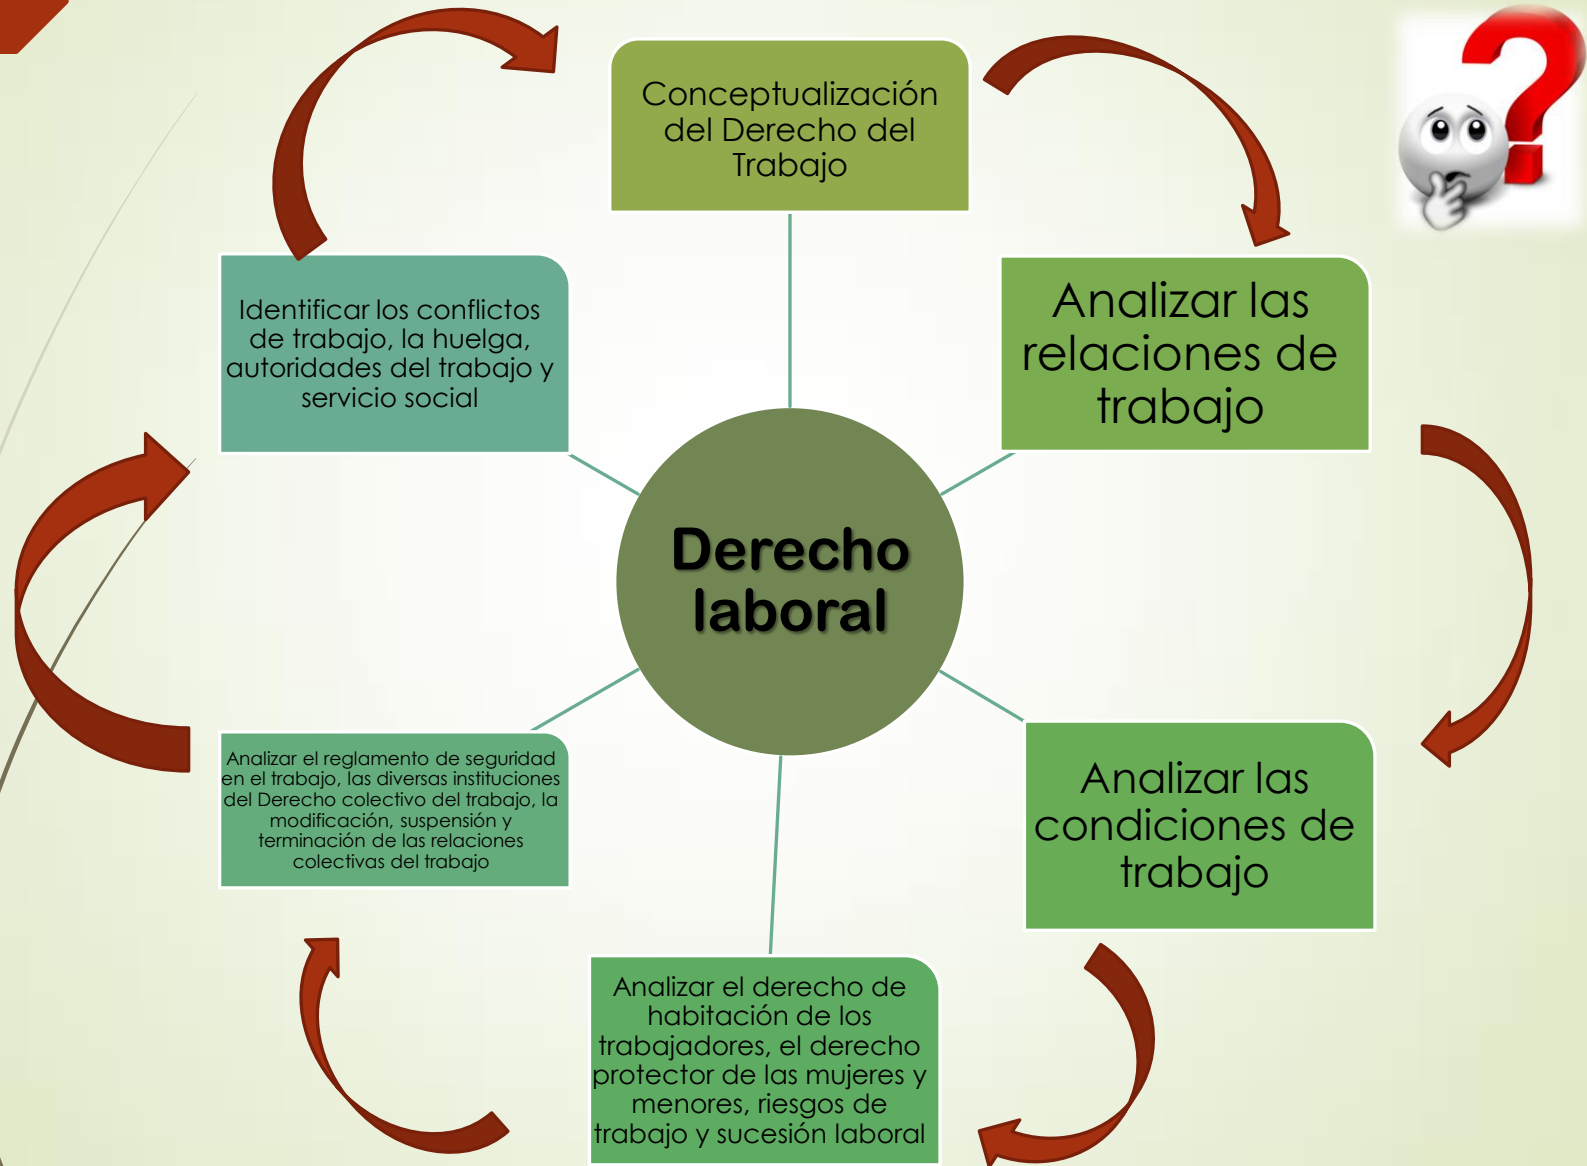 Conceptualización
del Derecho del
Trabajo
Analizar las
relaciones de
trabajo
Analizar las
condiciones de
trabajo
Analizar el derecho de
habitación de los
trabajadores, el derecho
protector de las mujeres y
menores, riesgos de
trabajo y sucesión laboral
Analizar el reglamento de seguridad
en el trabajo, las diversas instituciones
del Derecho colectivo del trabajo, la
modificación, suspensión y
terminación de las relaciones
colectivas del trabajo
Identificar los conflictos
de trabajo, la huelga,
autoridades del trabajo y
servicio social
Derecho
laboral
?